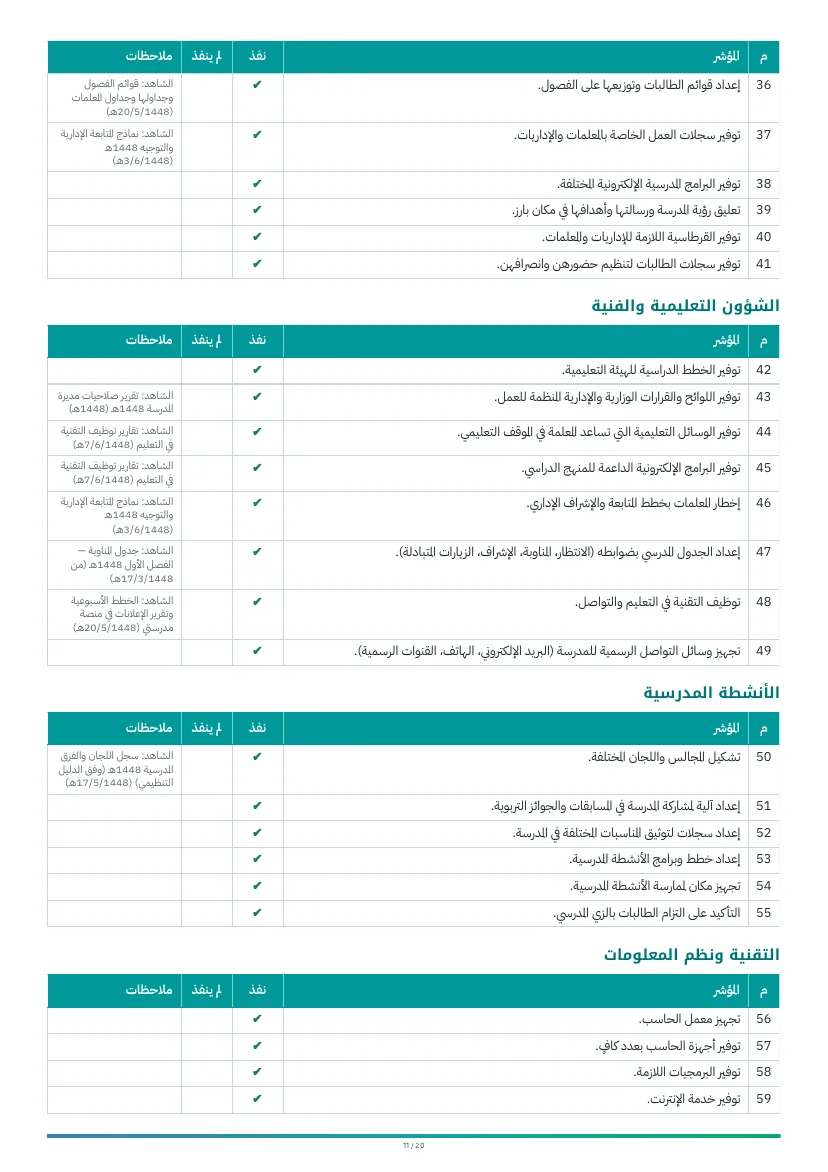 م المؤشر نفذ لم ينفذ ملاحظات
36 إعداد قوائم الطالبات وتوزيعها على الفصول. ✔ الشاهد: قوائم الفصول
وجداولها وجداول المعلمات
(20/5/1448هـ)
37 توفير سجلات العمل الخاصة بالمعلمات والإداريات. ✔ الشاهد: نماذج المتابعة الإدارية
والتوجيه 1448هـ
(3/6/1448هـ)
38 توفير البرامج المدرسية الإلكترونية المختلفة. ✔
39 تعليق رؤية المدرسة ورسالتها وأهدافها في مكان بارز. ✔
40 توفير القرطاسية اللازمة للإداريات والمعلمات. ✔
41 توفير سجلات الطالبات لتنظيم حضورهن وانصرافهن. ✔
الشؤون التعليمية والفنية
م المؤشر نفذ لم ينفذ ملاحظات
42 توفير الخطط الدراسية للهيئة التعليمية. ✔
43 توفير اللوائح والقرارات الوزارية والإدارية المنظمة للعمل. ✔ الشاهد: تقرير صلاحيات مديرة
المدرسة 1448هـ (1448هـ)
44 توفير الوسائل التعليمية التي تساعد المعلمة في الموقف التعليمي. ✔ الشاهد: تقارير توظيف التقنية
في التعليم (7/6/1448هـ)
45 توفير البرامج الإلكترونية الداعمة للمنهج الدراسي. ✔ الشاهد: تقارير توظيف التقنية
في التعليم (7/6/1448هـ)
46 إخطار المعلمات بخطط المتابعة والإشراف الإداري. ✔ الشاهد: نماذج المتابعة الإدارية
والتوجيه 1448هـ
(3/6/1448هـ)
47 إعداد الجدول المدرسي بضوابطه (الانتظار، المناوبة، الإشراف، الزيارات المتبادلة). ✔ الشاهد: جدول المناوبة —
الفصل الأول 1448هـ (من
17/3/1448هـ)
48 توظيف التقنية في التعليم والتواصل. ✔ الشاهد: الخطط الأسبوعية
وتقرير الإعلانات في منصة
مدرستي (20/5/1448هـ)
49 تجهيز وسائل التواصل الرسمية للمدرسة (البريد الإلكتروني، الهاتف، القنوات الرسمية). ✔
الأنشطة المدرسية
م المؤشر نفذ لم ينفذ ملاحظات
50 تشكيل المجالس واللجان المختلفة. ✔ الشاهد: سجل اللجان والفرق
المدرسية 1448هـ (وفق الدليل
التنظيمي) (17/5/1448هـ)
51 إعداد آلية لمشاركة المدرسة في المسابقات والجوائز التربوية. ✔
52 إعداد سجلات لتوثيق المناسبات المختلفة في المدرسة. ✔
53 إعداد خطط وبرامج الأنشطة المدرسية. ✔
54 تجهيز مكان لممارسة الأنشطة المدرسية. ✔
55 التأكيد على التزام الطالبات بالزي المدرسي. ✔
التقنية ونظم المعلومات
م المؤشر نفذ لم ينفذ ملاحظات
56 تجهيز معمل الحاسب. ✔
57 توفير أجهزة الحاسب بعدد كافٍ. ✔
58 توفير البرمجيات اللازمة. ✔
59 توفير خدمة الإنترنت. ✔
11 / 20